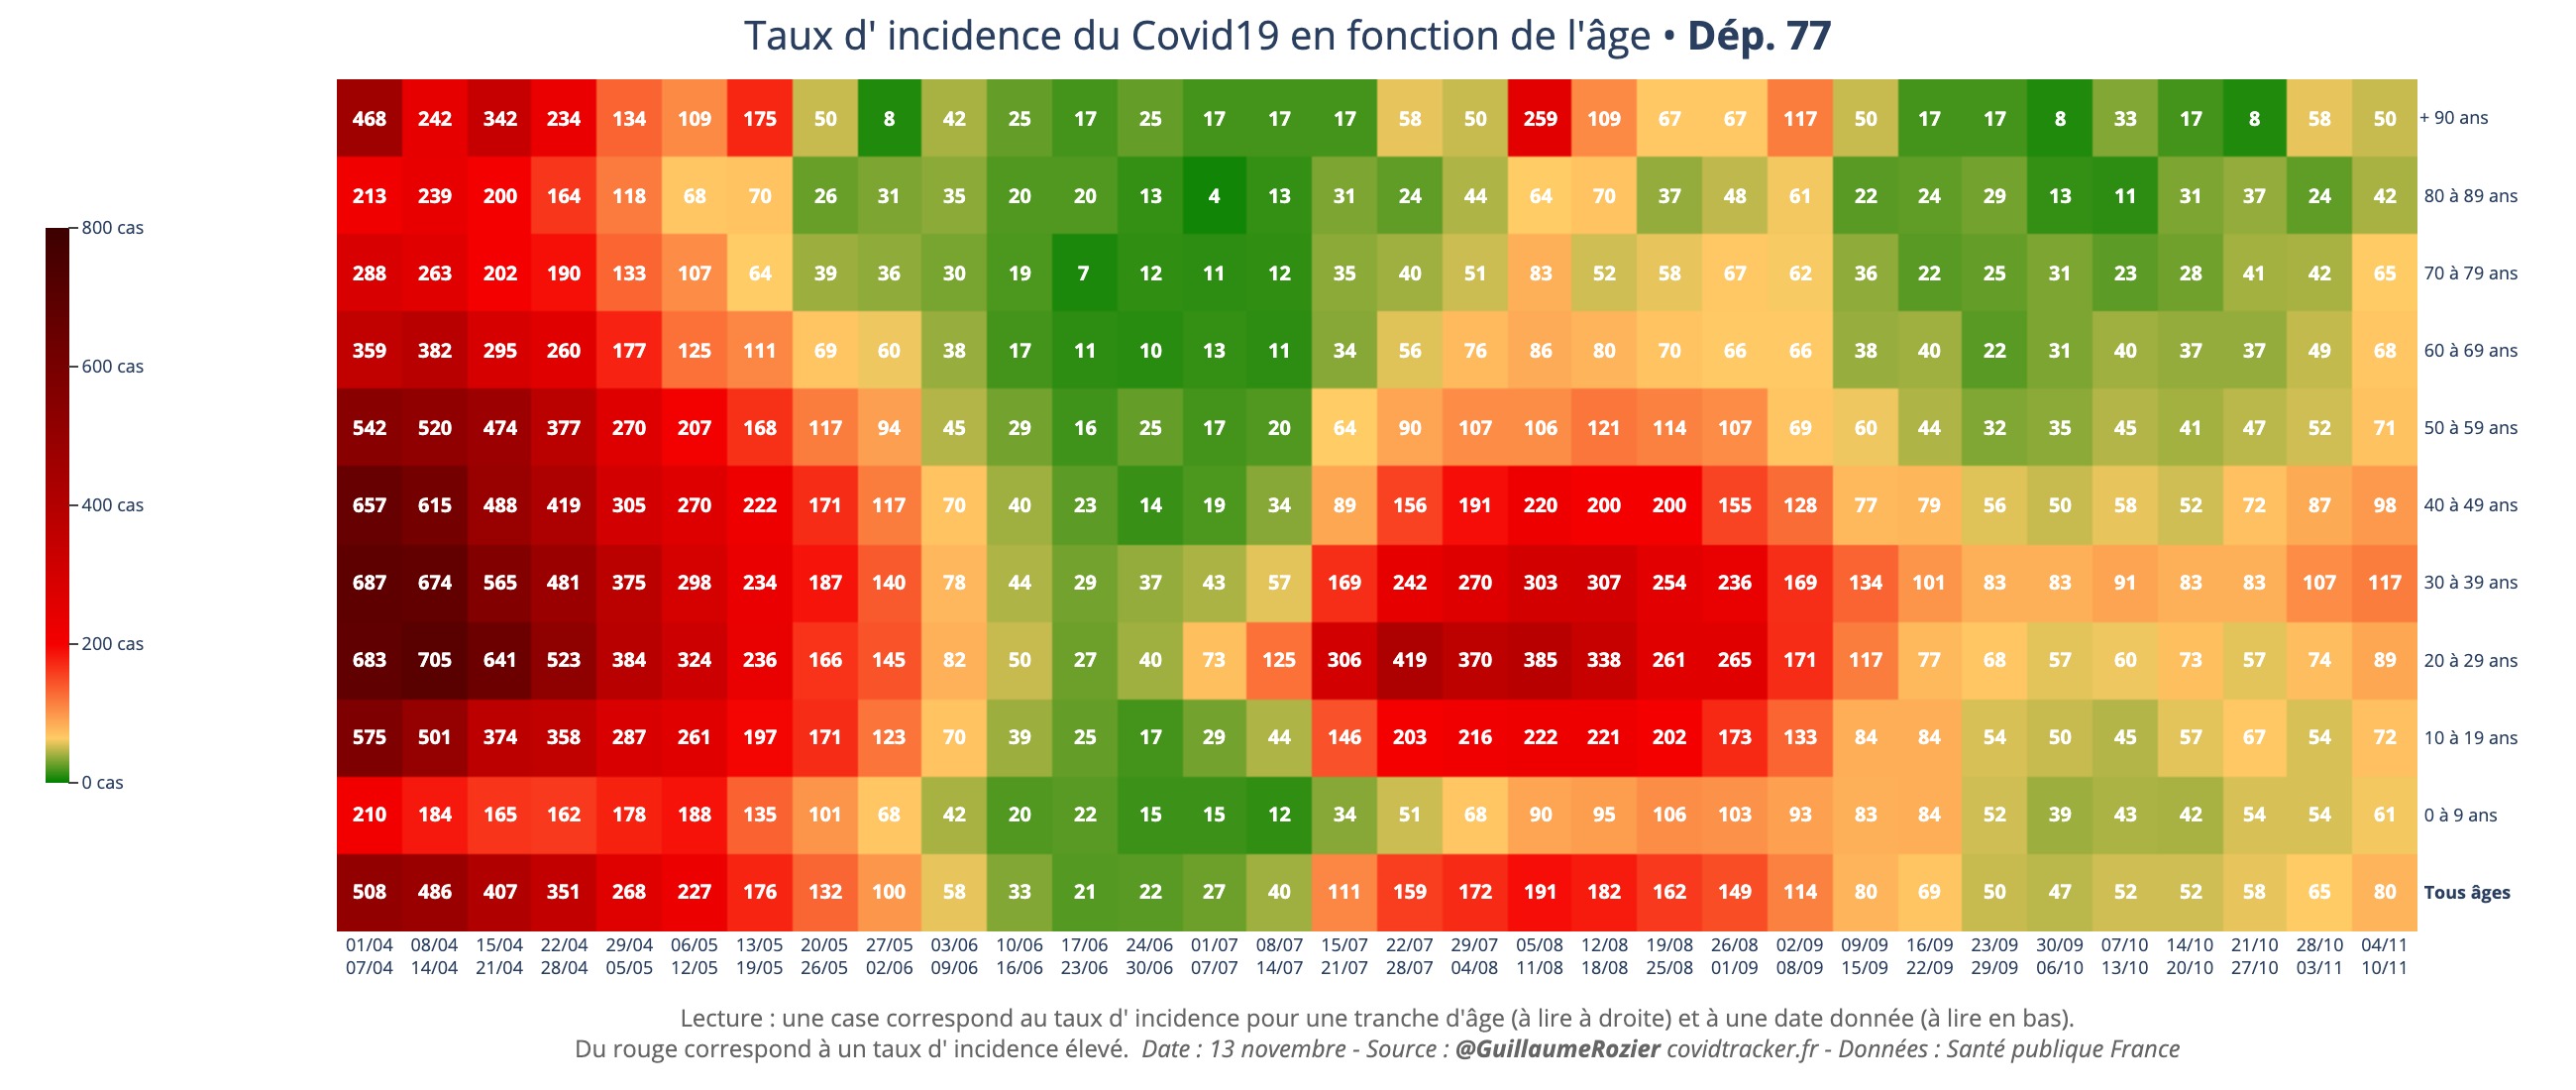 Taux d' incidence du Covid19 en fonction de l'âge • Dép. 77
468 242 342 234 134 109 175 50 8 42 25 17 25 17 17 17 58 50 259 109 67 67 117 50 17 17 8 33 17 8 58 50 + 90 ans
213 239 200 164 118 68 70 26 31 35 20 20 13 4 13 31 24 44 64 70 37 48 61 22 24 29 13 11 31 37 24 42 80 à 89 ans
288 263 202 190 133 107 64 39 36 30 19 7 12 11 12 35 40 51 83 52 58 67 62 36 22 25 31 23 28 41 42 65 70 à 79 ans
359 382 295 260 177 125 111 69 60 38 17 11 10 13 11 34 56 76 86 80 70 66 66 38 40 22 31 40 37 37 49 68 60 à 69 ans
542 520 474 377 270 207 168 117 94 45 29 16 25 17 20 64 90 107 106 121 114 107 69 60 44 32 35 45 41 47 52 71 50 à 59 ans
657 615 488 419 305 270 222 171 117 70 40 23 14 19 34 89 156 191 220 200 200 155 128 77 79 56 50 58 52 72 87 98 40 à 49 ans
687 674 565 481 375 298 234 187 140 78 44 29 37 43 57 169 242 270 303 307 254 236 169 134 101 83 83 91 83 83 107 117 30 à 39 ans
683 705 641 523 384 324 236 166 145 82 50 27 40 73 125 306 419 370 385 338 261 265 171 117 77 68 57 60 73 57 74 89 20 à 29 ans
575 501 374 358 287 261 197 171 123 70 39 25 17 29 44 146 203 216 222 221 202 173 133 84 84 54 50 45 57 67 54 72 10 à 19 ans
210 184 165 162 178 188 135 101 68 42 20 22 15 15 12 34 51 68 90 95 106 103 93 83 84 52 39 43 42 54 54 61 0 à 9 ans
508 486 407 351 268 227 176 132 100 58 33 21 22 27 40 111 159 172 191 182 162 149 114 80 69 50 47 52 52 58 65 80 Tous âges
01/04 08/04 15/04 22/04 29/04 06/05 13/05 20/05 27/05 03/06 10/06 17/06 24/06 01/07 08/07 15/07 22/07 29/07 05/08 12/08 19/08 26/08 02/09 09/09 16/09 23/09 30/09 07/10 14/10 21/10 28/10 04/11
07/04 14/04 21/04 28/04 05/05 12/05 19/05 26/05 02/06 09/06 16/06 23/06 30/06 07/07 14/07 21/07 28/07 04/08 11/08 18/08 25/08 01/09 08/09 15/09 22/09 29/09 06/10 13/10 20/10 27/10 03/11 10/11
800 cas
600 cas
400 cas
200 cas
0 cas
Lecture : une case correspond au taux d' incidence pour une tranche d'âge (à lire à droite) et à une date donnée (à lire en bas).
Du rouge correspond à un taux d' incidence élevé. Date : 13 novembre - Source : @GuillaumeRozier covidtracker.fr - Données : Santé publique France